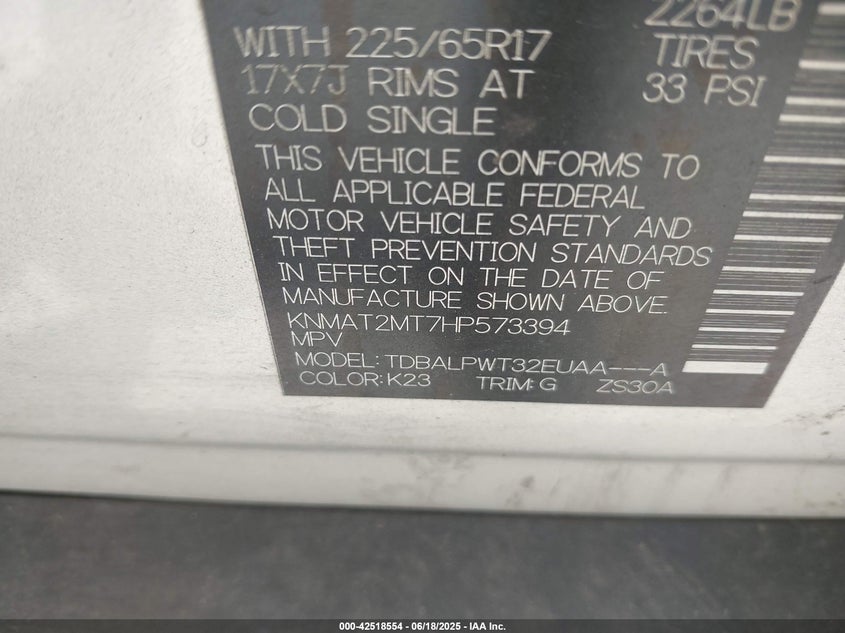 2264LB
WITH 225/65R17 TIRES
17X7J RIMS AT 33 PSI
COLD SINGLE
THIS VEHICLE CONFORMS TO
ALL APPLICABLE FEDERAL
MOTOR VEHICLE SAFETY AND
THEFT PREVENTION STANDARDS
IN EFFECT ON THE DATE OF
MANUFACTURE SHOWN ABOVE.
KNMAT2MT7HP573394
MPV
MODEL: TDBALPWT32EUAA---A
COLOR: K23 TRIM: G ZS30A
000-42518554 - 06/18/2025 - IAA Inc.